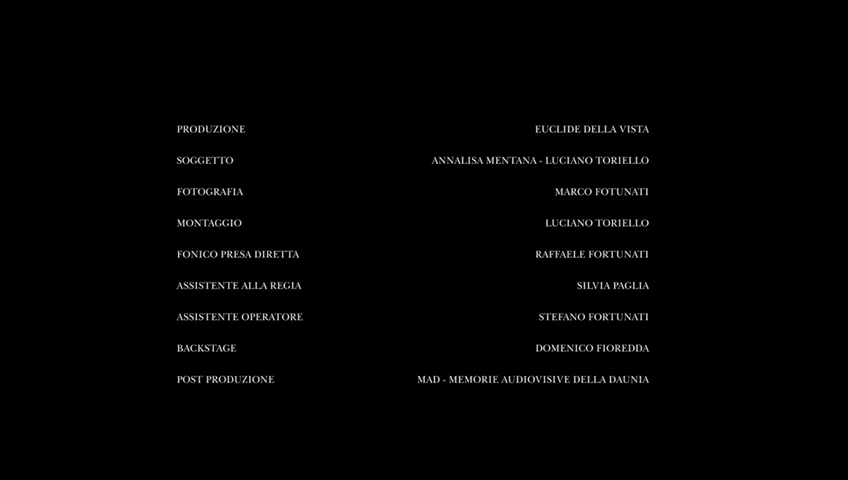 PRODUZIONE EUCLIDE DELLA VISTA
SOGGETTO ANNALISA MENTANA - LUCIANO TORIELLO
FOTOGRAFIA MARCO FOTUNATI
MONTAGGIO LUCIANO TORIELLO
FONICO PRESA DIRETTA RAFFAELE FORTUNATI
ASSISTENTE ALLA REGIA SILVIA PAGLIA
ASSISTENTE OPERATORE STEFANO FORTUNATI
BACKSTAGE DOMENICO FIOREDDA
POST PRODUZIONE MAD - MEMORIE AUDIOVISIVE DELLA DAUNIA